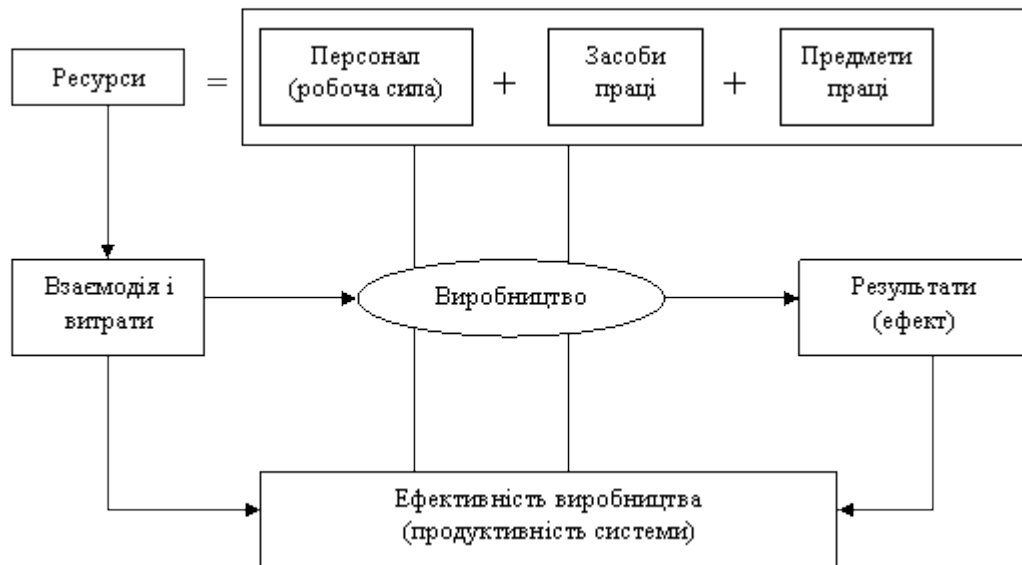 Ресурси
=
Персонал
(робоча сила)
+
Засоби
праці
+
Предмети
праці
Взаємодія і
витрати
Виробництво
Результати
(ефект)
Ефективність виробництва
(продуктивність системи)